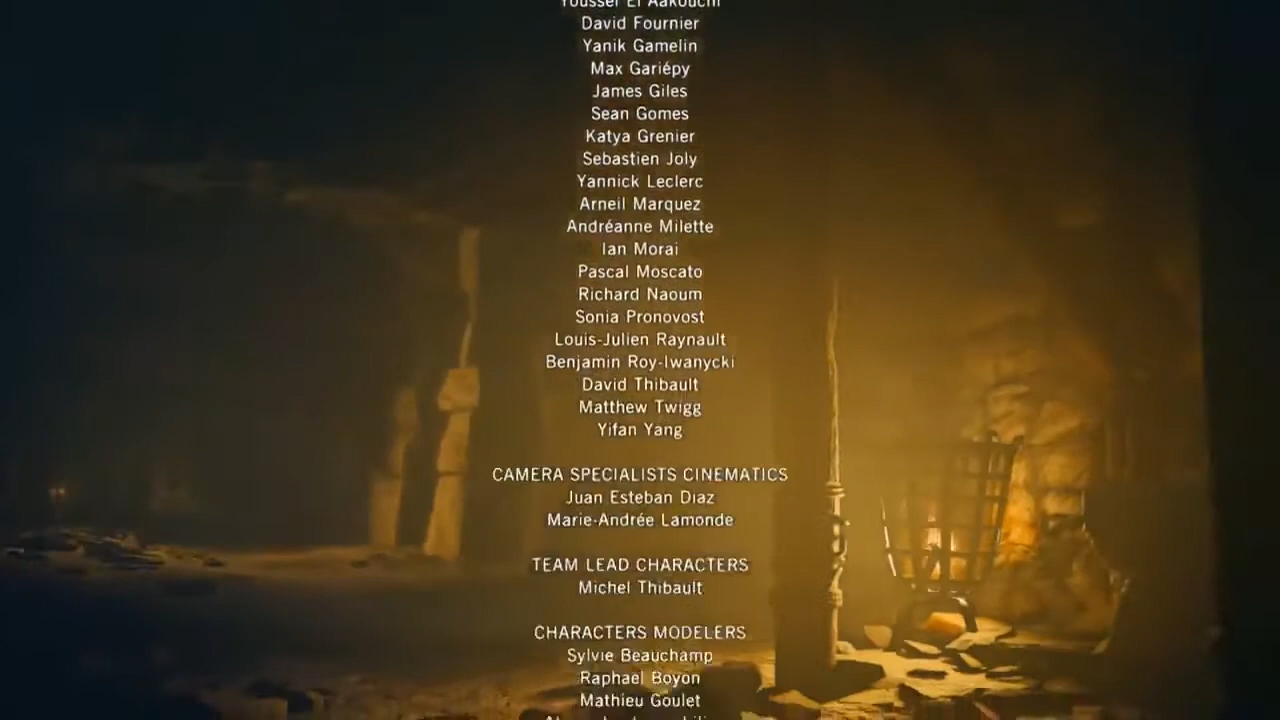 Youssef El Aakouchi
David Fournier
Yanik Gamelin
Max Gariépy
James Giles
Sean Gomes
Katya Grenier
Sebastien Joly
Yannick Leclerc
Arneil Marquez
Andréanne Milette
Ian Morai
Pascal Moscato
Richard Naoum
Sonia Pronovost
Louis-Julien Raynault
Benjamin Roy-Iwanycki
David Thibault
Matthew Twigg
Yifan Yang
CAMERA SPECIALISTS CINEMATICS
Juan Esteban Diaz
Marie-Andrée Lamonde
TEAM LEAD CHARACTERS
Michel Thibault
CHARACTERS MODELERS
Sylvie Beauchamp
Raphael Boyon
Mathieu Goulet